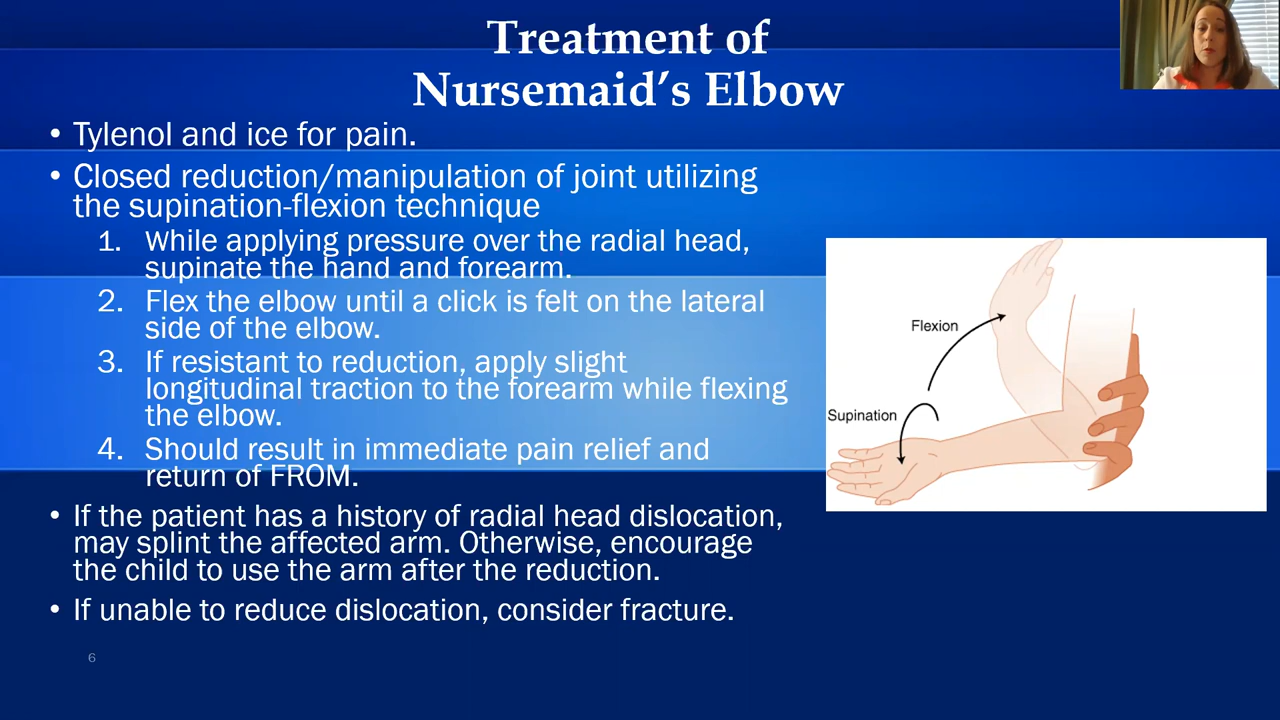 Treatment of
Nursemaid’s Elbow
• Tylenol and ice for pain.
• Closed reduction/manipulation of joint utilizing
the supination-flexion technique
1. While applying pressure over the radial head,
supinate the hand and forearm.
2. Flex the elbow until a click is felt on the lateral
side of the elbow.
3. If resistant to reduction, apply slight
longitudinal traction to the forearm while flexing
the elbow.
4. Should result in immediate pain relief and
return of FROM.
• If the patient has a history of radial head dislocation,
may splint the affected arm. Otherwise, encourage
the child to use the arm after the reduction.
• If unable to reduce dislocation, consider fracture.
Flexion
Supination
6